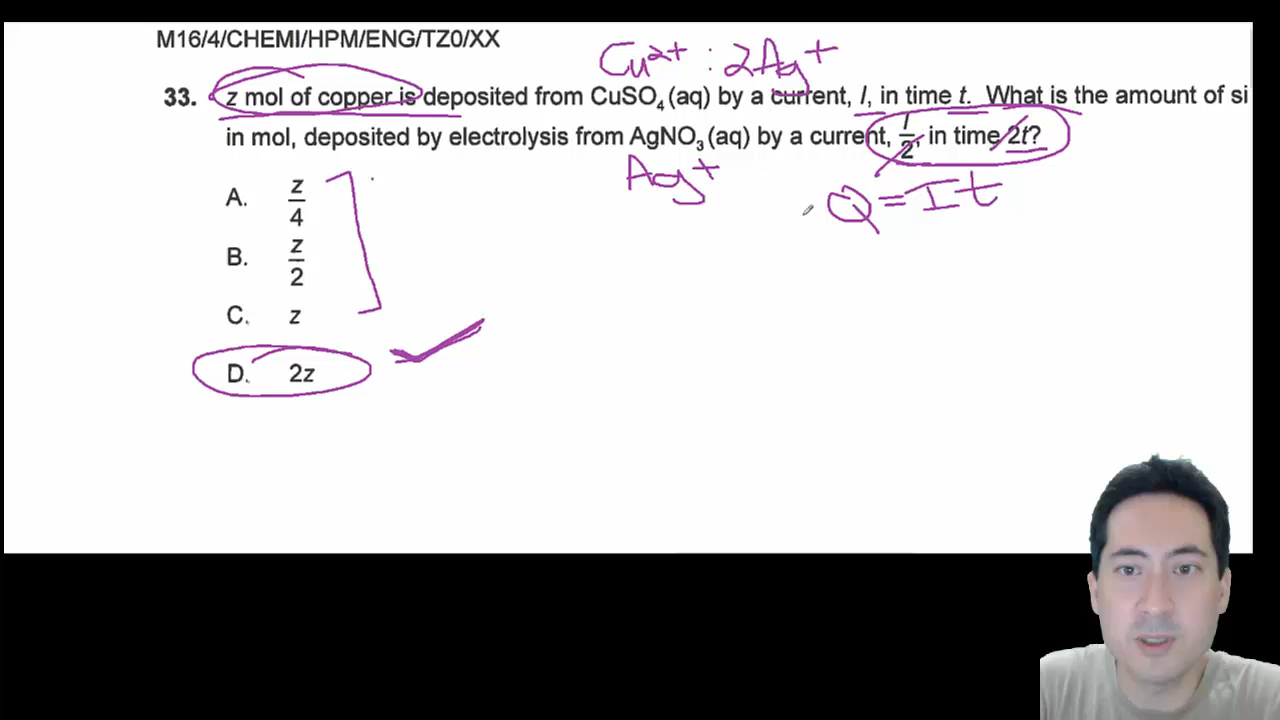 M16/4/CHEMI/HPM/ENG/TZ0/XX
Cu²⁺ : 2Ag⁺
33. z mol of copper is deposited from CuSO₄(aq) by a current, I, in time t. What is the amount of si
in mol, deposited by electrolysis from AgNO₃(aq) by a current, I/2, in time 2t?
Ag⁺
Q = It
A. z/4
B. z/2
C. z
D. 2z